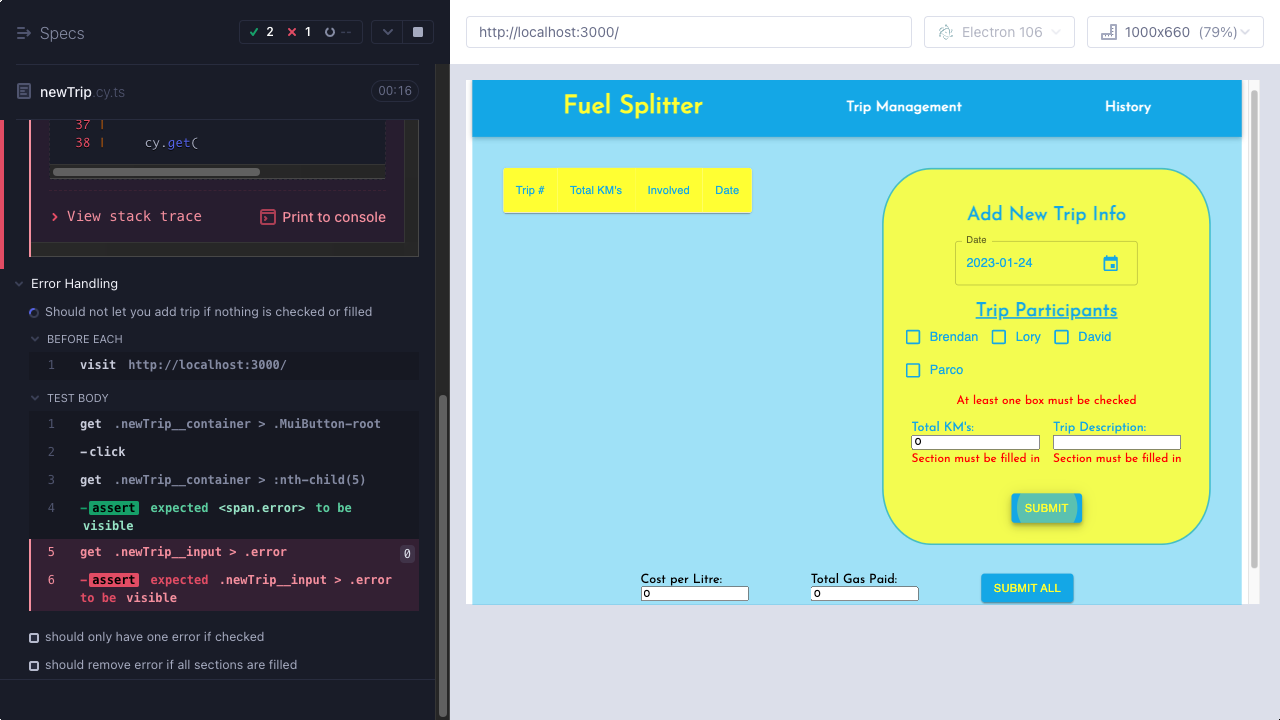 Specs
2
1
--
newTrip.cy.ts
00:16
37 |
38 | cy.get(
View stack trace
Print to console
Error Handling
Should not let you add trip if nothing is checked or filled
BEFORE EACH
1 visit http://localhost:3000/
TEST BODY
1 get .newTrip__container > .MuiButton-root
2 -click
3 get .newTrip__container > :nth-child(5)
4 -assert expected <span.error> to be
visible
5 get .newTrip__input > .error 0
6 -assert expected .newTrip__input > .error
to be visible
should only have one error if checked
should remove error if all sections are filled
http://localhost:3000/
Electron 106
1000x660 (79%)
Fuel Splitter
Trip Management
History
Trip # Total KM's Involved Date
Add New Trip Info
Date
2023-01-24
Trip Participants
Brendan Lory David
Parco
At least one box must be checked
Total KM's: Trip Description:
0
Section must be filled in Section must be filled in
SUBMIT
Cost per Litre: Total Gas Paid:
0 0
SUBMIT ALL